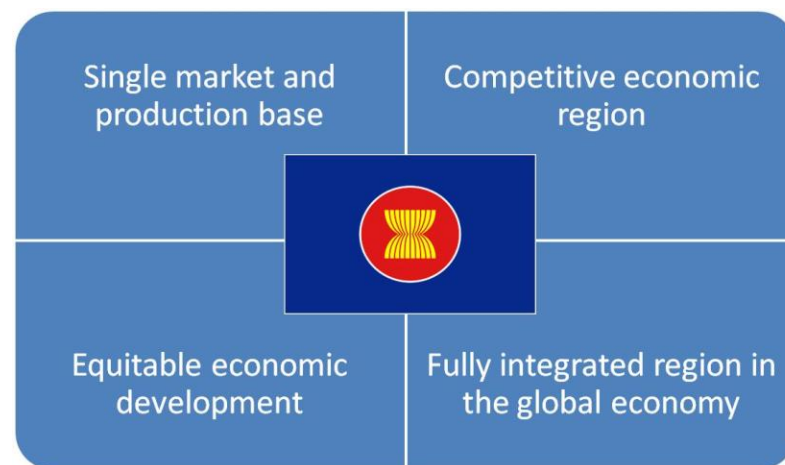 Single market and
production base
Competitive economic
region
Equitable economic
development
Fully integrated region in
the global economy